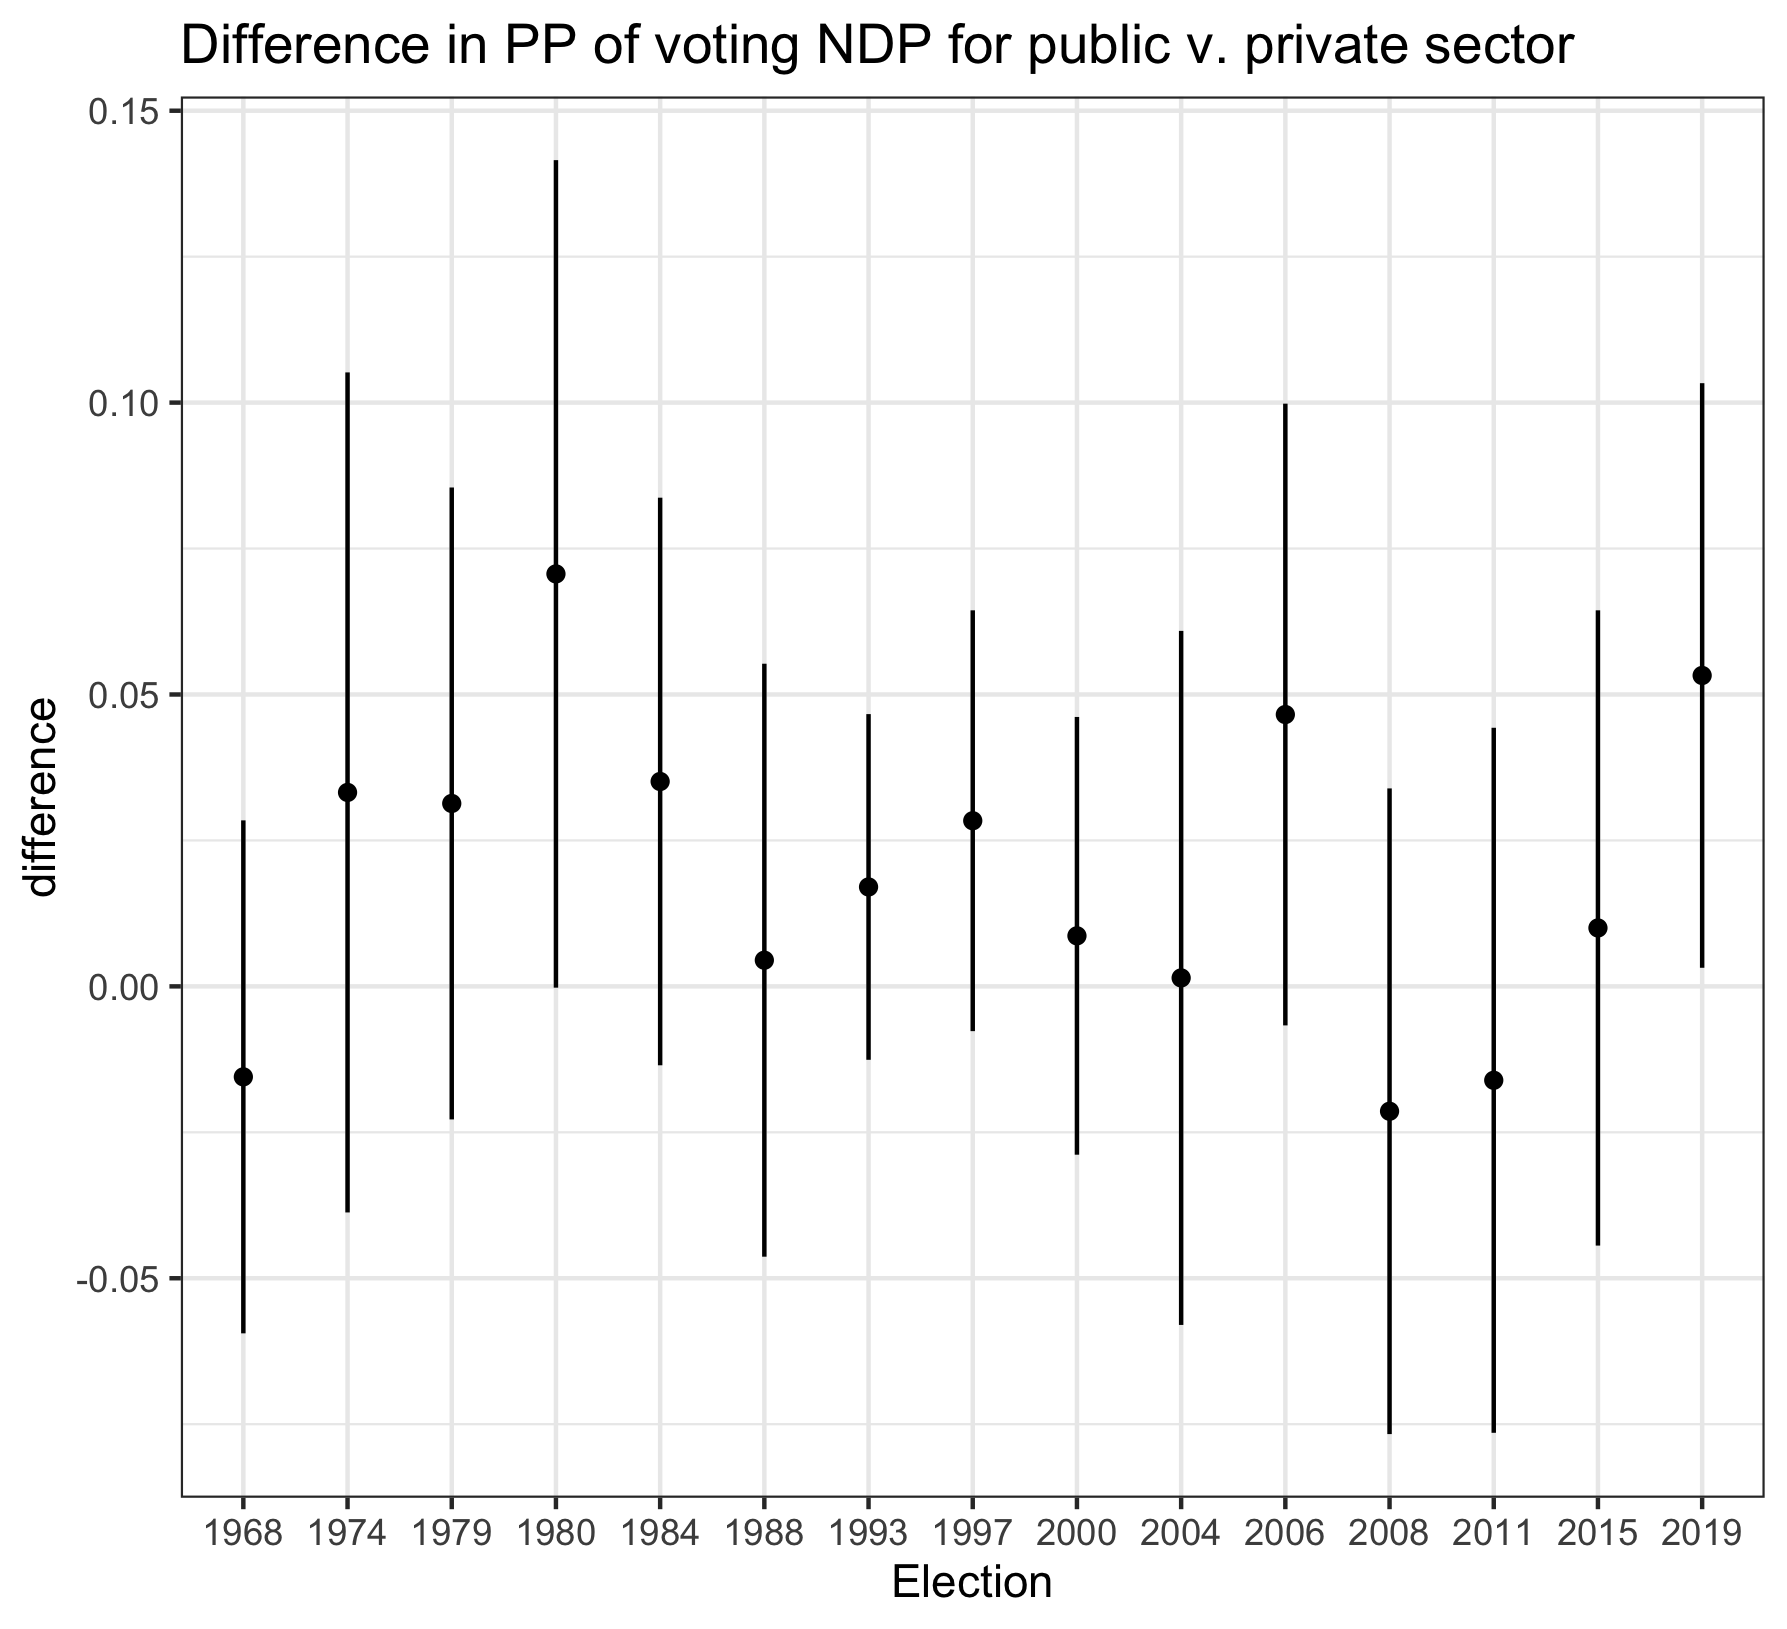 Difference in PP of voting NDP for public v. private sector
0.15
0.10
0.05
0.00
-0.05
difference
1968 1974 1979 1980 1984 1988 1993 1997 2000 2004 2006 2008 2011 2015 2019
Election